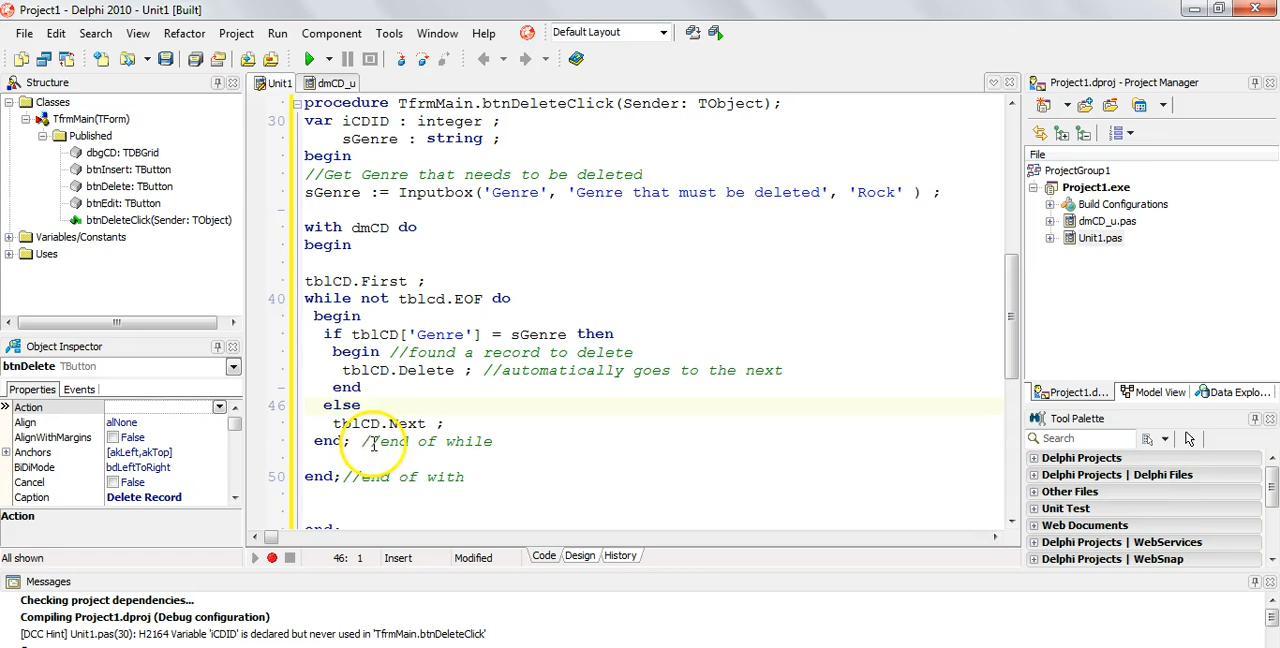 Project1 - Delphi 2010 - Unit1 [Built]
File Edit Search View Refactor Project Run Component Tools Window Help Default Layout
Structure
Classes
TfrmMain(TForm)
Published
dbgCD: TDBGrid
btnInsert: TButton
btnDelete: TButton
btnEdit: TButton
btnDeleteClick(Sender: TObject)
Variables/Constants
Uses
Object Inspector
btnDelete TButton
Properties Events
Action
Align alNone
AlignWithMargins False
Anchors [akLeft,akTop]
BiDiMode bdLeftToRight
Cancel False
Caption Delete Record
Action
All shown
Unit1 dmCD_u
procedure TfrmMain.btnDeleteClick(Sender: TObject);
30 var iCDID : integer ;
sGenre : string ;
begin
//Get Genre that needs to be deleted
sGenre := Inputbox('Genre', 'Genre that must be deleted', 'Rock' ) ;
with dmCD do
begin
tblCD.First ;
40 while not tblcd.EOF do
begin
if tblCD['Genre'] = sGenre then
begin //found a record to delete
tblCD.Delete ; //automatically goes to the next
end
46 else
tblCD.Next ;
end; //end of while
50 end;//end of with
end;
46: 1 Insert Modified Code Design History
Project1.dproj - Project Manager
File
ProjectGroup1
Project1.exe
Build Configurations
dmCD_u.pas
Unit1.pas
Project1.d... Model View Data Explo...
Tool Palette
Search
Delphi Projects
Delphi Projects | Delphi Files
Other Files
Unit Test
Web Documents
Delphi Projects | WebServices
Delphi Projects | WebSnap
Messages
Checking project dependencies...
Compiling Project1.dproj (Debug configuration)
[DCC Hint] Unit1.pas(30): H2164 Variable 'iCDID' is declared but never used in 'TfrmMain.btnDeleteClick'